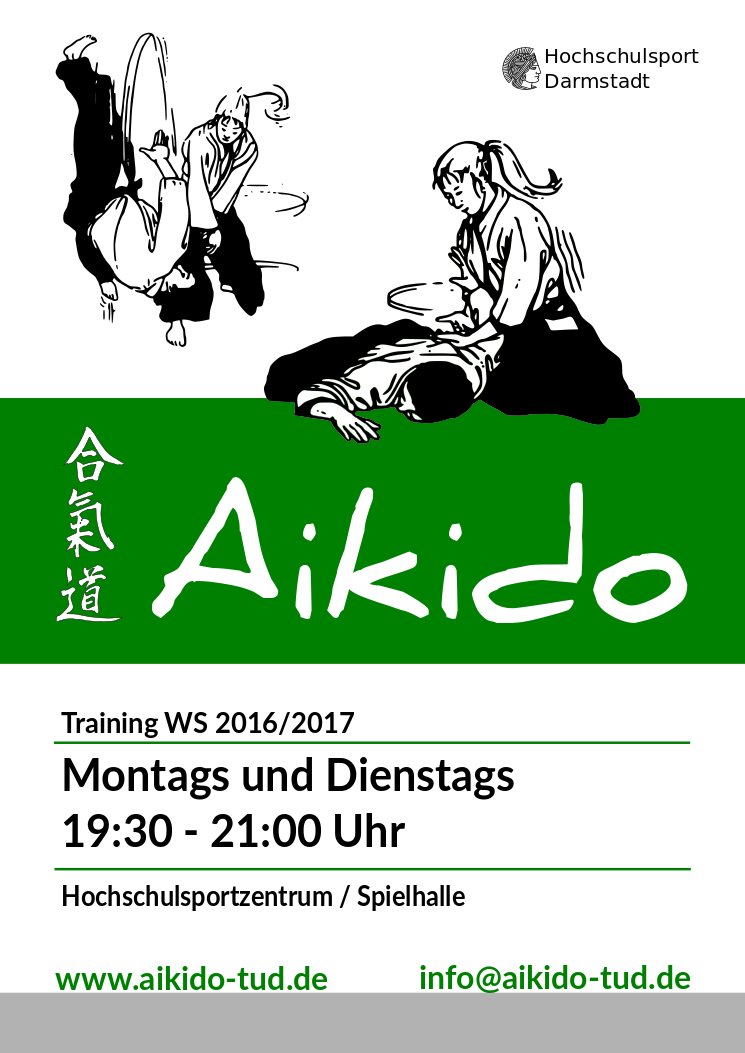 Hochschulsport
Darmstadt
合
氣
道
Aikido
Training WS 2016/2017
Montags und Dienstags
19:30 - 21:00 Uhr
Hochschulsportzentrum / Spielhalle
www.aikido-tud.de
info@aikido-tud.de